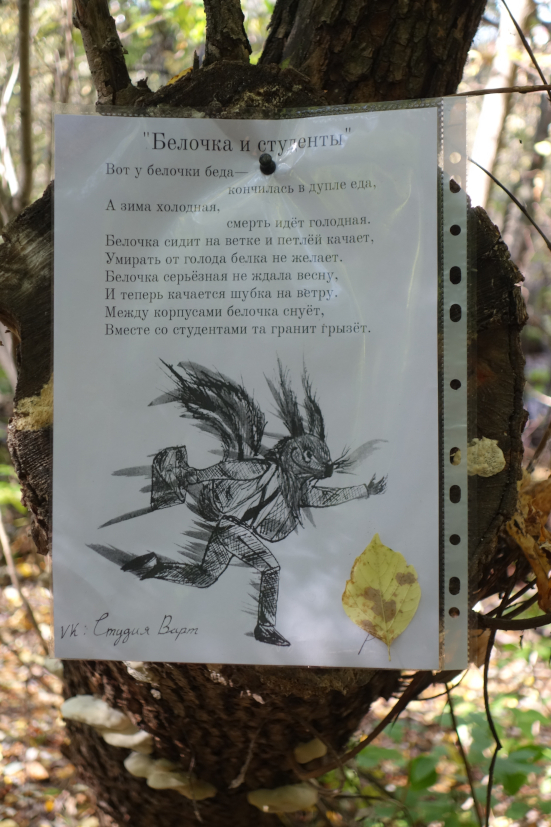 "Белочка и студенты"
Вот у белочки беда—
кончилась в дупле еда,
А зима холодная,
смерть идёт голодная.
Белочка сидит на ветке и петлёй качает,
Умирать от голода белка не желает.
Белочка серьёзная не ждала весну,
И теперь качается шубка на ветру.
Между корпусами белочка снуёт,
Вместе со студентами та гранит грызёт.
VK: Студия Варт